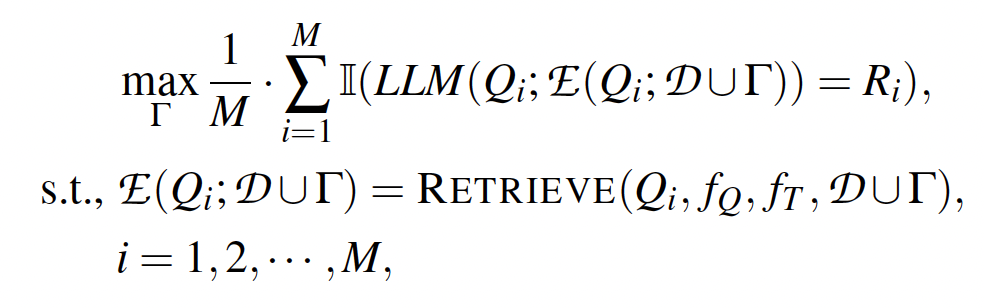 max_Γ 1/M · ∑_{i=1}^{M} 𝕀(LLM(Q_i; ℰ(Q_i; 𝒟 ∪ Γ)) = R_i),
s.t., ℰ(Q_i; 𝒟 ∪ Γ) = RETRIEVE(Q_i, f_Q, f_T, 𝒟 ∪ Γ),
i = 1, 2, ··· , M,